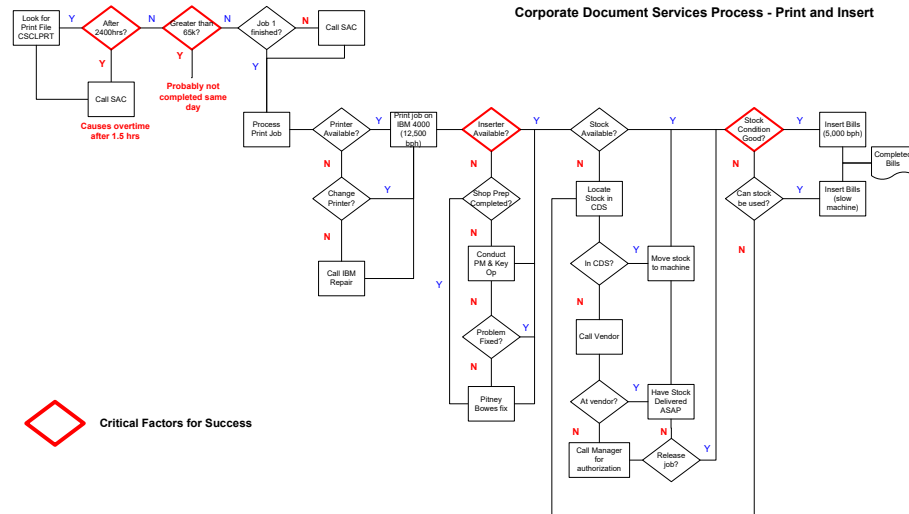 Corporate Document Services Process - Print and Insert
Look for
Print File
CSCLPRT
Y
After
2400hrs?
N
Greater than
65k?
N
Job 1
finished?
N
Call SAC
Y
Y
Y
Call SAC
Probably not
completed same
day
Causes overtime
after 1.5 hrs
Process
Print Job
Printer
Available?
Y
Print job on
IBM 4000
(12,500
bph)
Inserter
Available?
Y
Stock
Available?
Y
Stock
Condition
Good?
Y
Insert Bills
(5,000 bph)
Completed
Bills
N
N
N
N
Change
Printer?
Y
Shop Prep
Completed?
Locate
Stock in
CDS
Can stock
be used?
Y
Insert Bills
(slow
machine)
N
N
N
N
Call IBM
Repair
Y
Conduct
PM & Key
Op
In CDS?
Y
Move stock
to machine
N
N
Problem
Fixed?
Y
Call Vendor
N
N
Pitney
Bowes fix
At vendor?
Y
Have Stock
Delivered
ASAP
N
N
Call Manager
for
authorization
Release
job?
Y
Critical Factors for Success